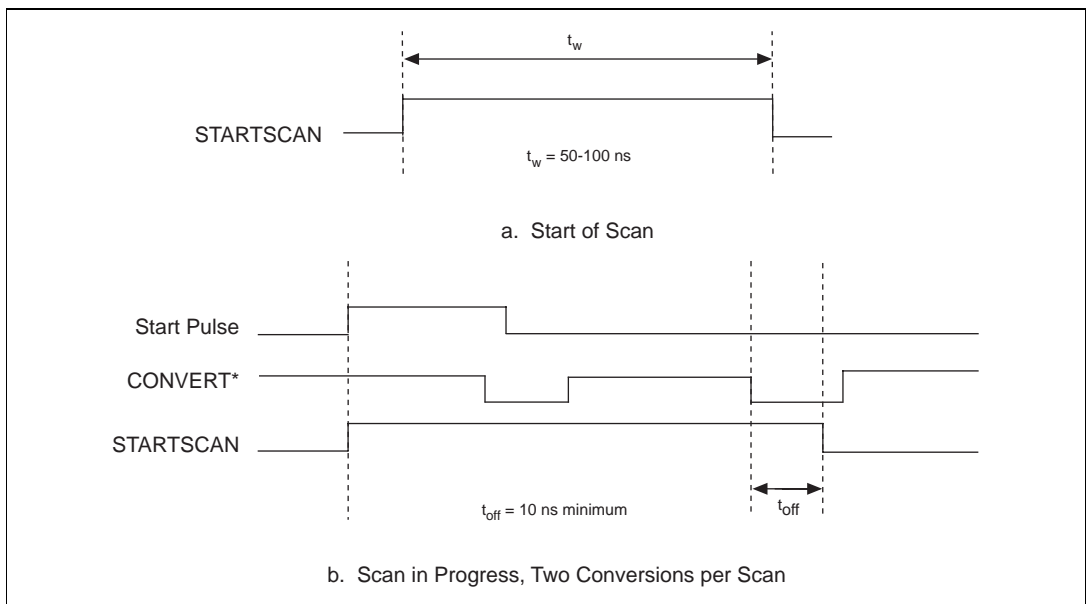 t_w
STARTSCAN
t_w = 50-100 ns
a. Start of Scan
Start Pulse
CONVERT*
STARTSCAN
t_off = 10 ns minimum
t_off
b. Scan in Progress, Two Conversions per Scan